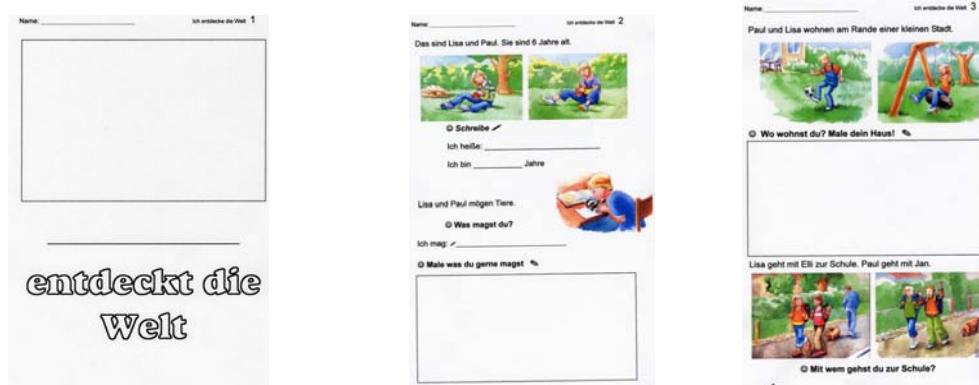 Name: Ich entdecke die Welt 1
entdeckt die
Welt
Name: Ich entdecke die Welt 2
Das sind Lisa und Paul. Sie sind 6 Jahre alt.
☺ Schreibe
Ich heiße:
Ich bin Jahre
Lisa und Paul mögen Tiere.
☺ Was magst du?
Ich mag:
☺ Male was du gerne magst
Name: Ich entdecke die Welt 3
Paul und Lisa wohnen am Rande einer kleinen Stadt.
☺ Wo wohnst du? Male dein Haus!
Lisa geht mit Elli zur Schule. Paul geht mit Jan.
☺ Mit wem gehst du zur Schule?